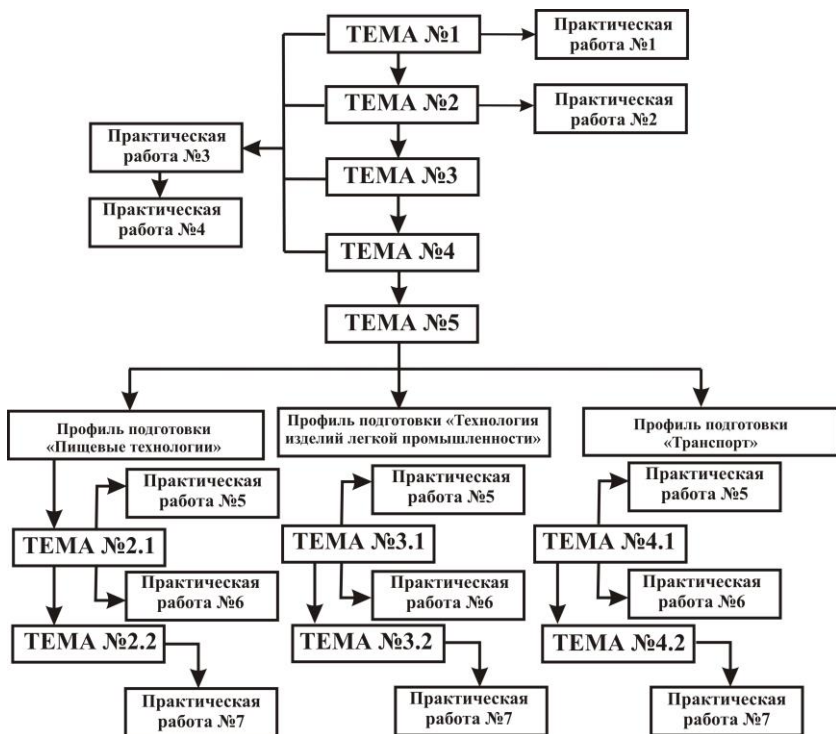 ТЕМА №1
Практическая
работа №1
ТЕМА №2
Практическая
работа №2
Практическая
работа №3
ТЕМА №3
Практическая
работа №4
ТЕМА №4
ТЕМА №5
Профиль подготовки
«Пищевые технологии»
Профиль подготовки «Технология
изделий легкой промышленности»
Профиль подготовки
«Транспорт»
Практическая
работа №5
Практическая
работа №5
Практическая
работа №5
ТЕМА №2.1
ТЕМА №3.1
ТЕМА №4.1
Практическая
работа №6
Практическая
работа №6
Практическая
работа №6
ТЕМА №2.2
ТЕМА №3.2
ТЕМА №4.2
Практическая
работа №7
Практическая
работа №7
Практическая
работа №7